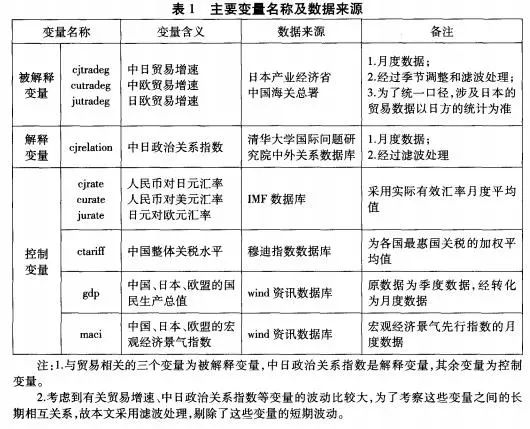 表 1 主要变量名称及数据来源
变量名称 变量含义 数据来源 备注
被解释
变量
cjtradeg
cutradeg
jutradeg
中日贸易增速
中欧贸易增速
日欧贸易增速
日本产业经济省
中国海关总署
1.月度数据;
2.经过季节调整和滤波处理;
3.为了统一口径,涉及日本的
贸易数据以日方的统计为准
解释
变量
cjrelation
中日政治关系指数
清华大学国际问题研
究院中外关系数据库
1.月度数据;
2.经过滤波处理
控制
变量
cjrate
curate
jurate
人民币对日元汇率
人民币对美元汇率
日元对欧元汇率
IMF 数据库
采用实际有效汇率月度平均
值
ctariff
中国整体关税水平
穆迪指数数据库
为各国最惠国关税的加权平
均值
gdp
中国、日本、欧盟的国
民生产总值
wind 资讯数据库
原数据为季度数据,经转化
为月度数据
maci
中国、日本、欧盟的宏
观经济景气指数
wind 资讯数据库
宏观经济景气先行指数的月
度数据
注:1.与贸易相关的三个变量为被解释变量,中日政治关系指数是解释变量,其余变量为控制
变量。
2.考虑到有关贸易增速、中日政治关系指数等变量的波动比较大,为了考察这些变量之间的长
期相互关系,故本文采用滤波处理,剔除了这些变量的短期波动。